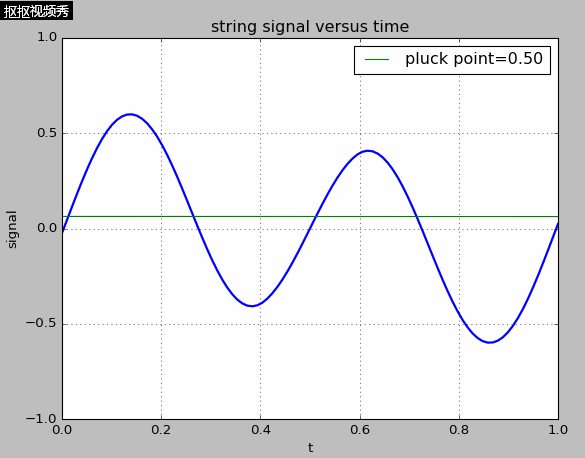 抠抠视频秀
string signal versus time
pluck point=0.50
1.0
0.5
0.0
−0.5
−1.0
signal
0.0 0.2 0.4 0.6 0.8 1.0
t